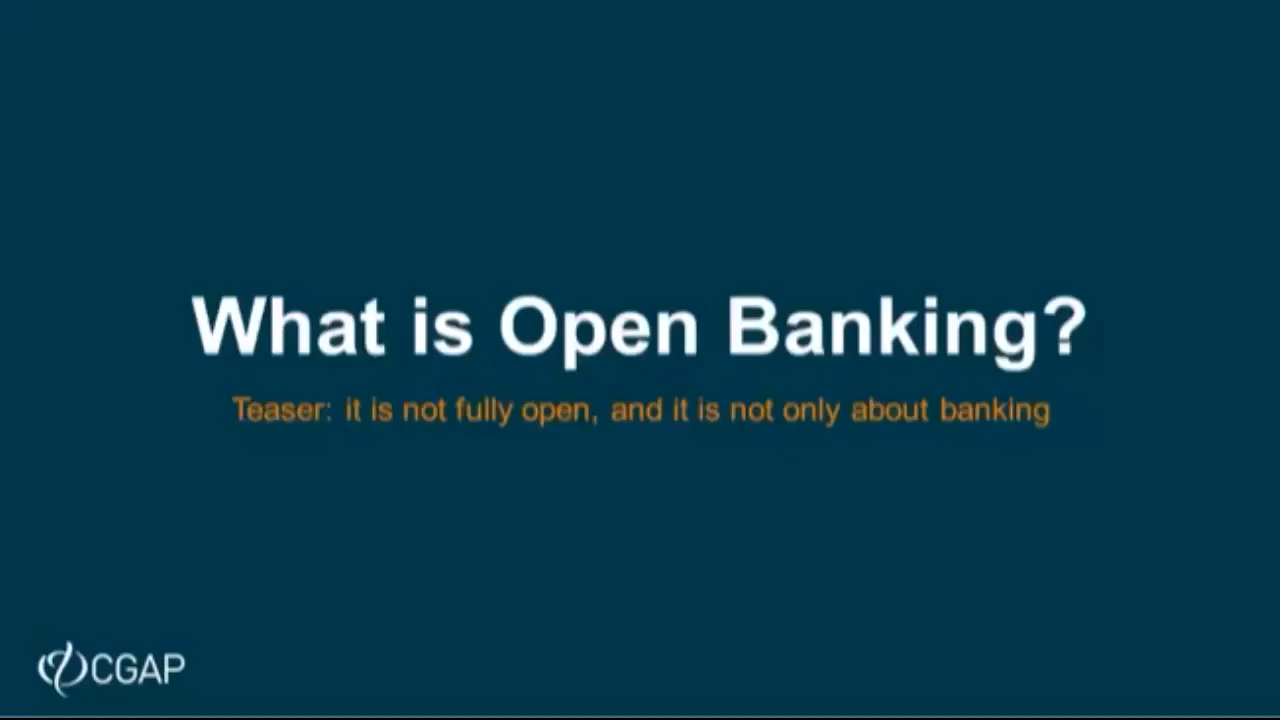 What is Open Banking?
Teaser: it is not fully open, and it is not only about banking
CGAP